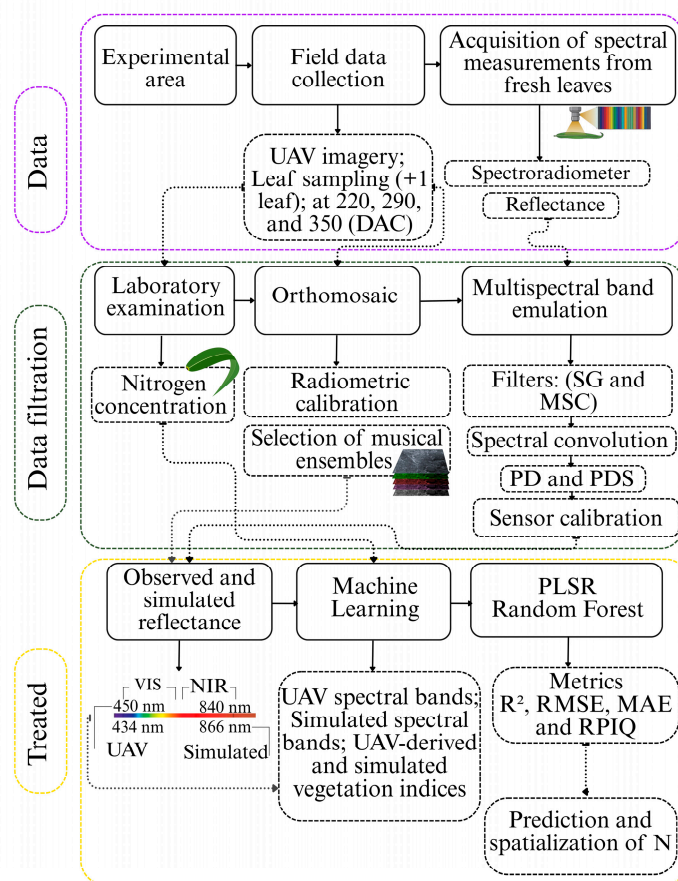 Data
Experimental
area
Field data
collection
Acquisition of spectral
measurements from
fresh leaves
UAV imagery;
Leaf sampling (+1
leaf); at 220, 290,
and 350 (DAC)
Spectroradiometer
Reflectance
Data filtration
Laboratory
examination
Orthomosaic
Multispectral band
emulation
Nitrogen
concentration
Radiometric
calibration
Selection of musical
ensembles
Filters: (SG and
MSC)
Spectral convolution
PD and PDS
Sensor calibration
Treated
Observed and
simulated
reflectance
Machine
Learning
PLSR
Random Forest
VIS NIR
450 nm 840 nm
434 nm 866 nm
UAV Simulated
UAV spectral bands;
Simulated spectral
bands; UAV-derived
and simulated
vegetation indices
Metrics
R², RMSE, MAE
and RPIQ
Prediction and
spatialization of N